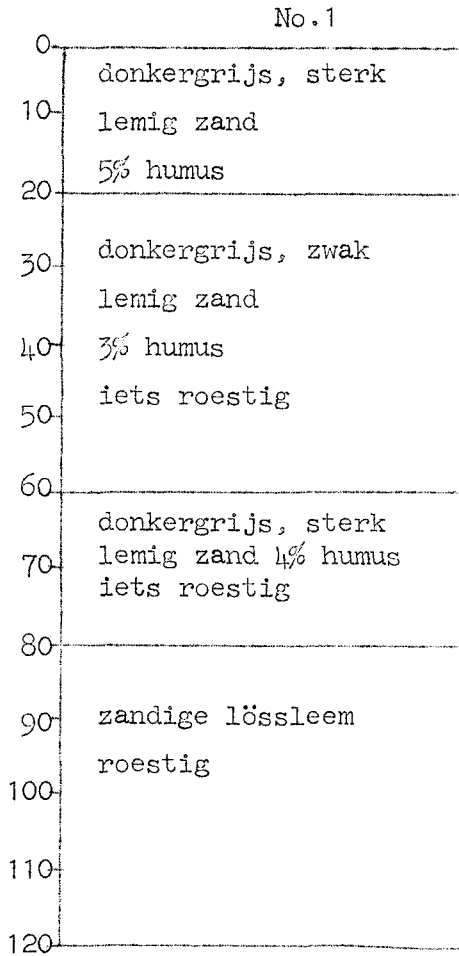 No.1
0
donkergrijs, sterk
10
lemig zand
5% humus
20
donkergrijs, zwak
30
lemig zand
40
3% humus
iets roestig
50
60
donkergrijs, sterk
lemig zand 4% humus
70
iets roestig
80
90
zandige lössleem
roestig
100
110
120